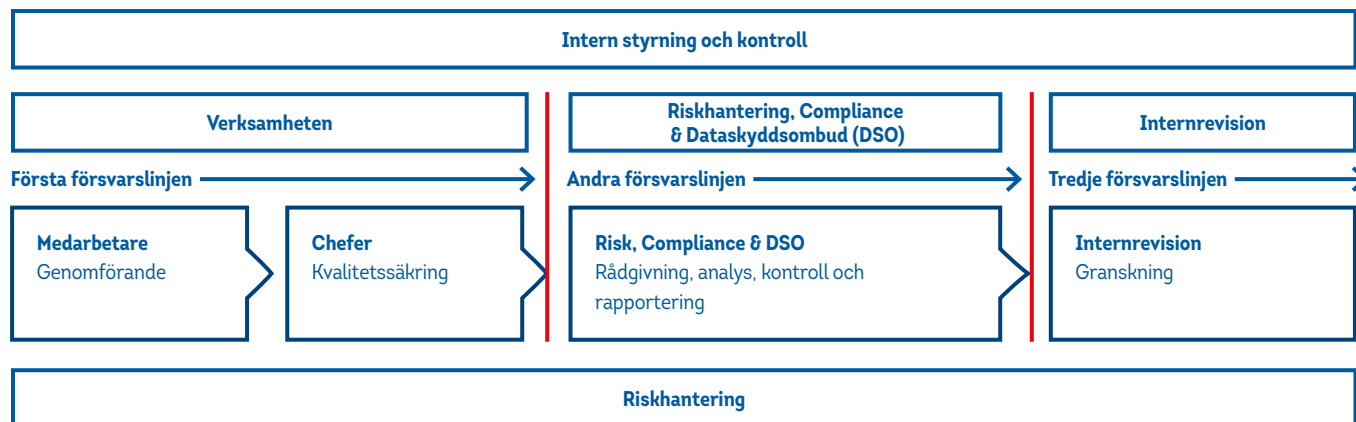 Intern styrning och kontroll
Verksamheten
Riskhantering, Compliance
& Dataskyddsombud (DSO)
Internrevision
Första försvarslinjen
Andra försvarslinjen
Tredje försvarslinjen
Medarbetare
Genomförande
Chefer
Kvalitetssäkring
Risk, Compliance & DSO
Rådgivning, analys, kontroll och
rapportering
Internrevision
Granskning
Riskhantering